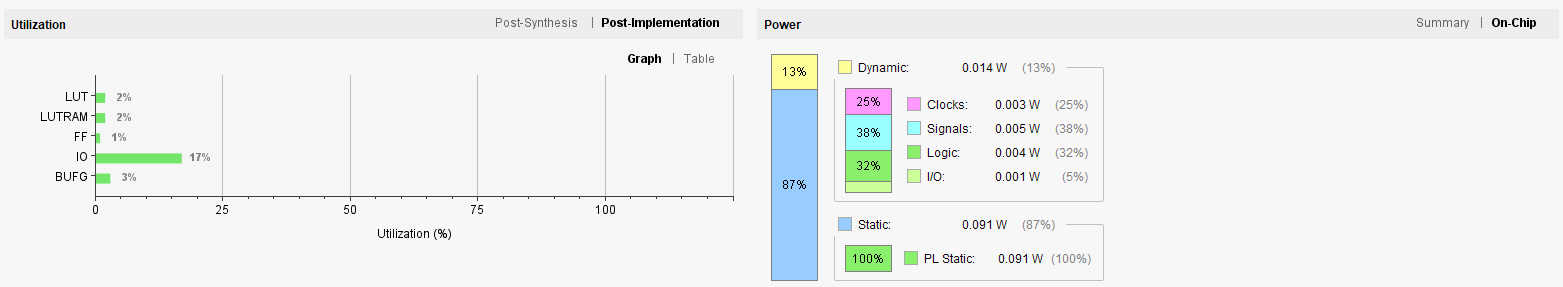 Utilization Post-Synthesis | Post-Implementation
Graph | Table
LUT 2%
LUTRAM 2%
FF 1%
IO 17%
BUFG 3%
0 25 50 75 100
Utilization (%)
Power Summary | On-Chip
13% Dynamic: 0.014 W (13%)
25% Clocks: 0.003 W (25%)
38% Signals: 0.005 W (38%)
32% Logic: 0.004 W (32%)
I/O: 0.001 W (5%)
87%
Static: 0.091 W (87%)
100% PL Static: 0.091 W (100%)